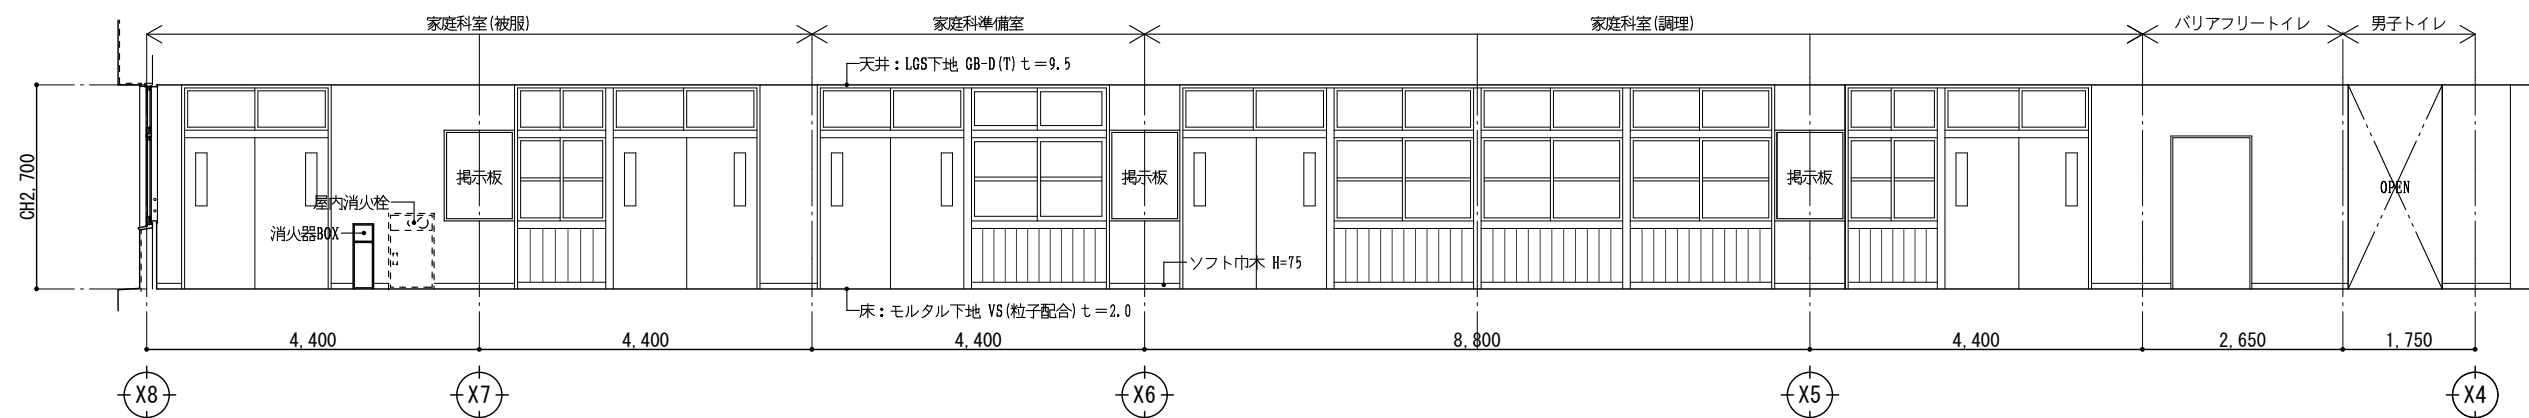 家庭科室(被服)
家庭科準備室
家庭科室(調理)
バリアフリートイレ
男子トイレ
天井：LGS下地 GB-D(T) t＝9.5
CH2,700
掲示板
掲示板
掲示板
OPEN
屋内消火栓
消火器BOX
ソフト巾木 H=75
床：モルタル下地 VS(粒子配合) t＝2.0
4,400
4,400
4,400
8,800
4,400
2,650
1,750
X8
X7
X6
X5
X4